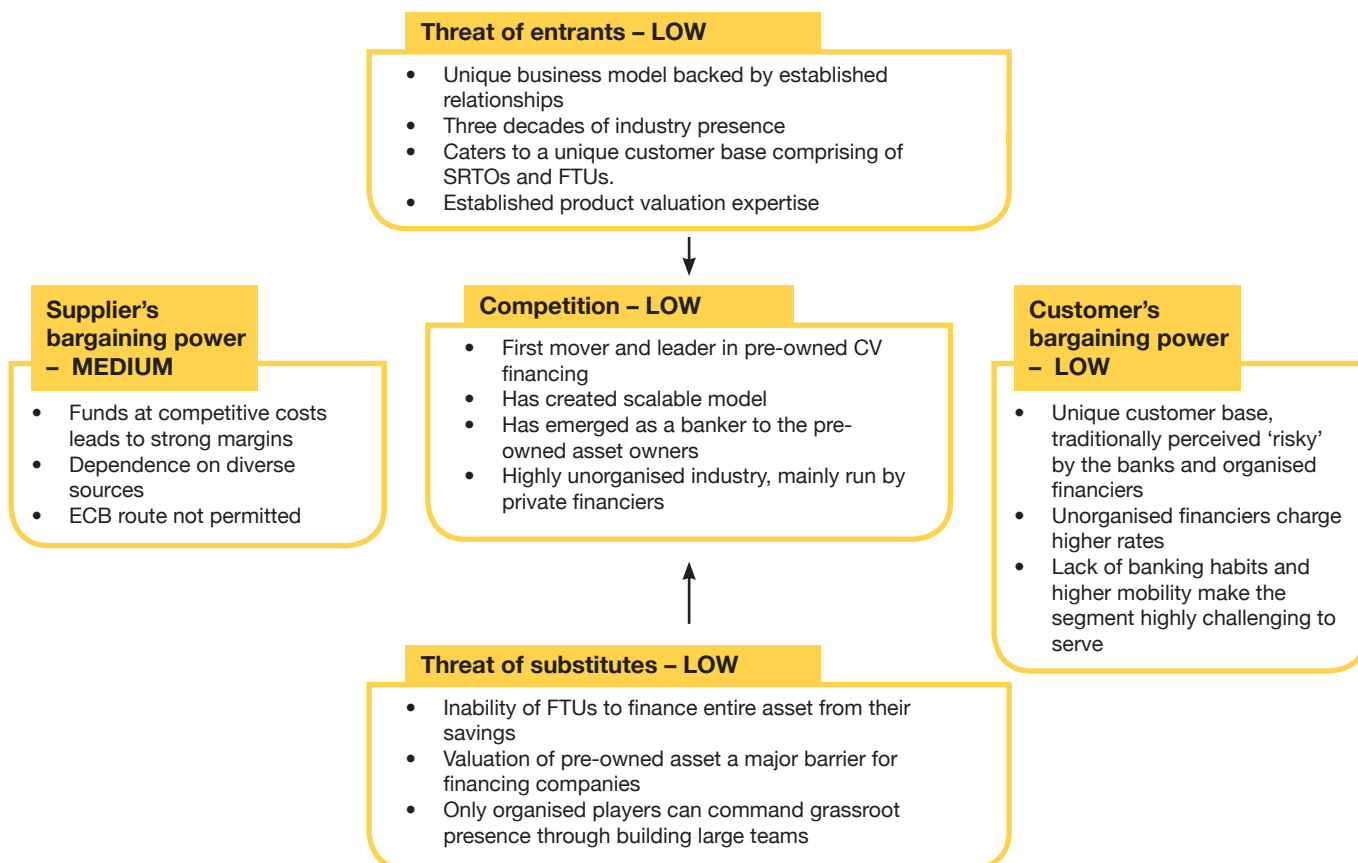 Threat of entrants – LOW
• Unique business model backed by established
relationships
• Three decades of industry presence
• Caters to a unique customer base comprising of
SRTOs and FTUs.
• Established product valuation expertise
Supplier’s
bargaining power
– MEDIUM
• Funds at competitive costs
leads to strong margins
• Dependence on diverse
sources
• ECB route not permitted
Competition – LOW
• First mover and leader in pre-owned CV
financing
• Has created scalable model
• Has emerged as a banker to the pre-
owned asset owners
• Highly unorganised industry, mainly run by
private financiers
Customer’s
bargaining power
– LOW
• Unique customer base,
traditionally perceived ‘risky’
by the banks and organised
financiers
• Unorganised financiers charge
higher rates
• Lack of banking habits and
higher mobility make the
segment highly challenging to
serve
Threat of substitutes – LOW
• Inability of FTUs to finance entire asset from their
savings
• Valuation of pre-owned asset a major barrier for
financing companies
• Only organised players can command grassroot
presence through building large teams